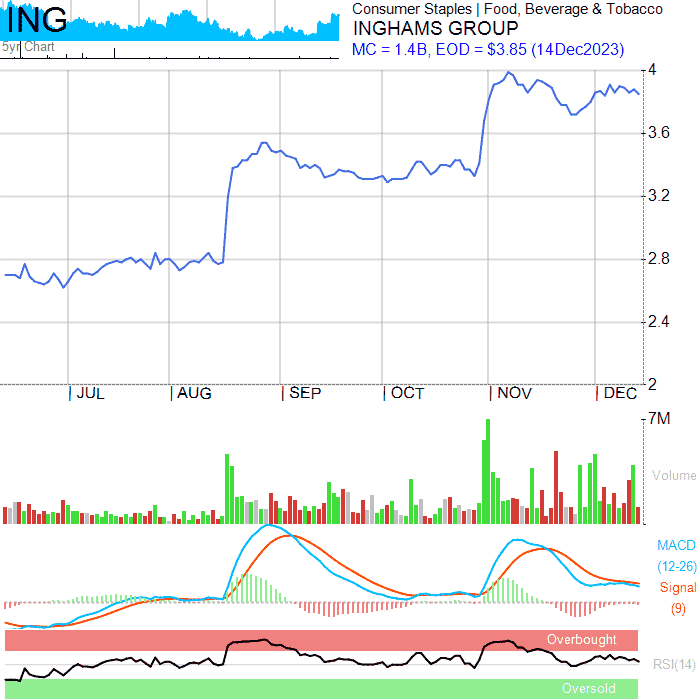 ING
5yr Chart
Consumer Staples | Food, Beverage & Tobacco
INGHAMS GROUP
MC = 1.4B, EOD = $3.85 (14Dec2023)
4
3.6
3.2
2.8
2.4
2
JUL AUG SEP OCT NOV DEC
7M
Volume
MACD
(12-26)
Signal
(9)
Overbought
RSI(14)
Oversold